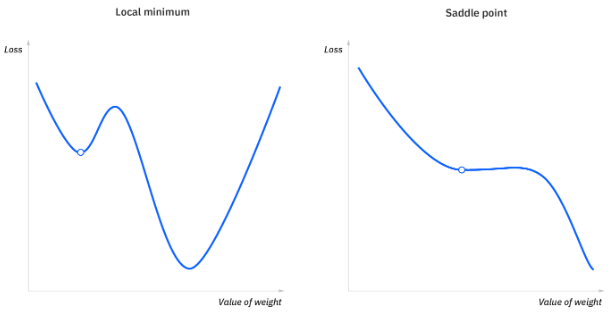 Local minimum
Loss
Value of weight
Saddle point
Loss
Value of weight